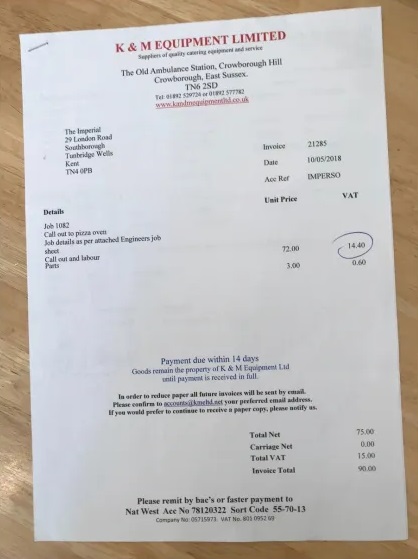 K & M EQUIPMENT LIMITED
Suppliers of quality catering equipment and service
The Old Ambulance Station, Crowborough Hill
Crowborough, East Sussex.
TN6 2SD
Tel: 01892 529724 or 01892 577782
www.kandmequipmentltd.co.uk
The Imperial
29 London Road
Southborough
Tunbridge Wells
Kent
TN4 0PB
Invoice 21285
Date 10/05/2018
Acc Ref IMPERSO
Unit Price VAT
Details
Job 1082
Call out to pizza oven
Job details as per attached Engineers job
sheet
Call out and labour 72.00 14.40
Parts 3.00 0.60
Payment due within 14 days
Goods remain the property of K & M Equipment Ltd
until payment is received in full.
In order to reduce paper all future invoices will be sent by email.
Please confirm to accounts@kmeltd.net your preferred email address.
If you would prefer to continue to receive a paper copy, please notify us.
Total Net 75.00
Carriage Net 0.00
Total VAT 15.00
Invoice Total 90.00
Please remit by bac's or faster payment to
Nat West Acc No 78120322 Sort Code 55-70-13
Company No: 05715973. VAT No. 801 0952 69